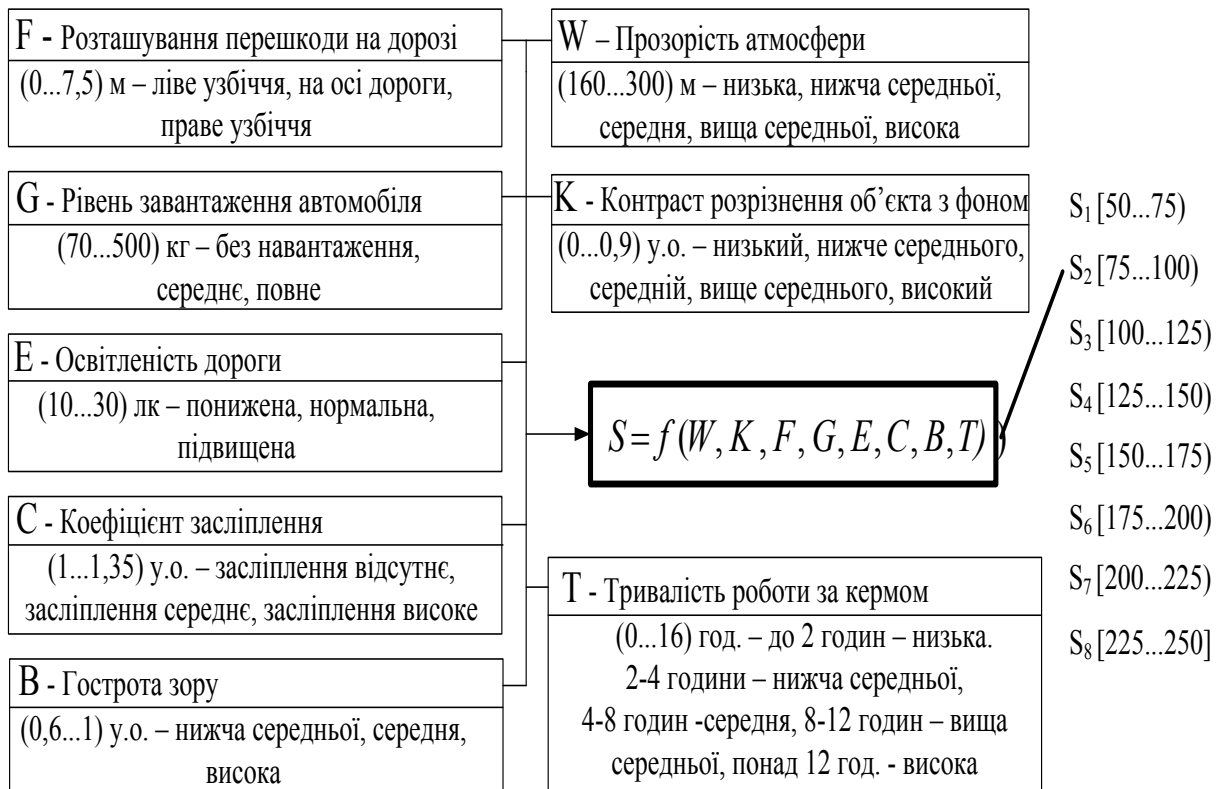 F - Розташування перешкоди на дорозі
(0...7,5) м – ліве узбіччя, на осі дороги,
праве узбіччя
G - Рівень завантаження автомобіля
(70...500) кг – без навантаження,
середнє, повне
E - Освітленість дороги
(10...30) лк – понижена, нормальна,
підвищена
C - Коефіцієнт засліплення
(1...1,35) у.о. – засліплення відсутнє,
засліплення середнє, засліплення високе
B - Гострота зору
(0,6...1) у.о. – нижча середньої, середня,
висока
W – Прозорість атмосфери
(160...300) м – низька, нижча середньої,
середня, вища середньої, висока
K - Контраст розрізнення об’єкта з фоном
(0...0,9) у.о. – низький, нижче середнього,
середній, вище середнього, високий
S = f (W, K, F, G, E, C, B, T) )
T - Тривалість роботи за кермом
(0...16) год. – до 2 годин – низька.
2-4 години – нижча середньої,
4-8 годин -середня, 8-12 годин – вища
середньої, понад 12 год. - висока
S₁ [50...75)
S₂ [75...100)
S₃ [100...125)
S₄ [125...150)
S₅ [150...175)
S₆ [175...200)
S₇ [200...225)
S₈ [225...250]